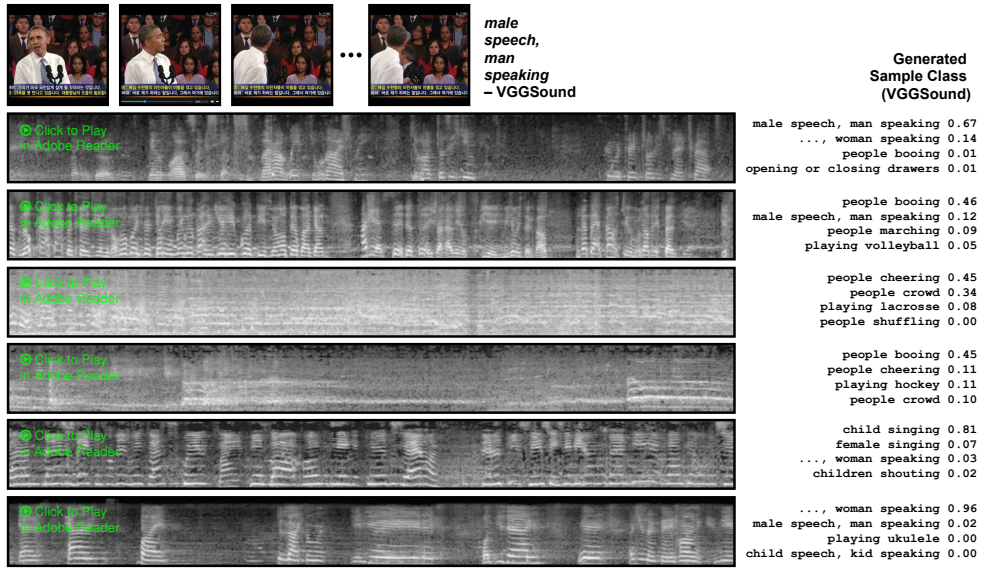 male
speech,
man
speaking
– VGGSound
Generated
Sample Class
(VGGSound)
Click to Play
in Adobe Reader
male speech, man speaking 0.67
..., woman speaking 0.14
people booing 0.01
opening or closing drawers 0.01
Click to Play
in Adobe Reader
people booing 0.46
male speech, man speaking 0.12
people marching 0.09
playing volleyball 0.05
Click to Play
in Adobe Reader
people cheering 0.45
people crowd 0.34
playing lacrosse 0.08
people shuffling 0.00
Click to Play
in Adobe Reader
people booing 0.45
people cheering 0.11
playing hockey 0.11
people crowd 0.10
Click to Play
in Adobe Reader
child singing 0.81
female singing 0.07
..., woman speaking 0.03
children shouting 0.02
Click to Play
in Adobe Reader
..., woman speaking 0.96
male speech, man speaking 0.02
playing ukulele 0.00
child speech, kid speaking 0.00